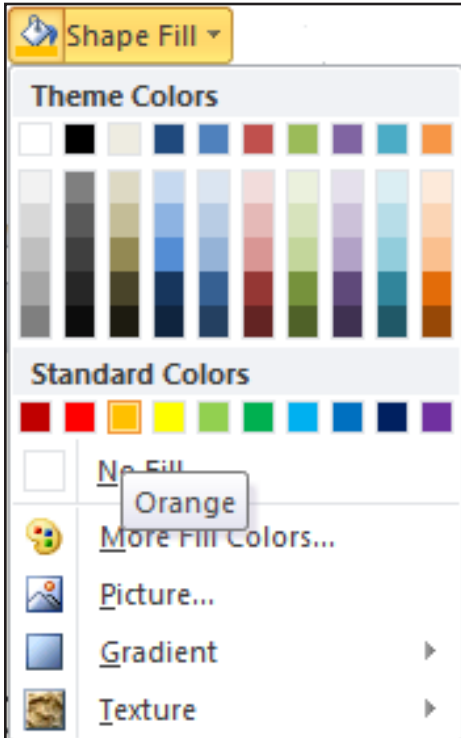 Shape Fill
Theme Colors
Standard Colors
No Fill
Orange
More Fill Colors...
Picture...
Gradient
Texture